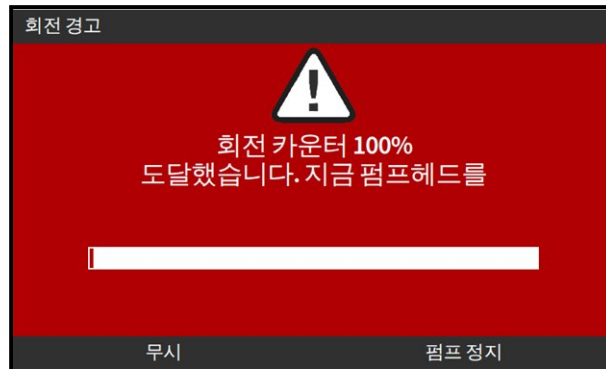 회전 경고
!
회전 카운터 100%
도달했습니다. 지금 펌프헤드를
무시
펌프 정지